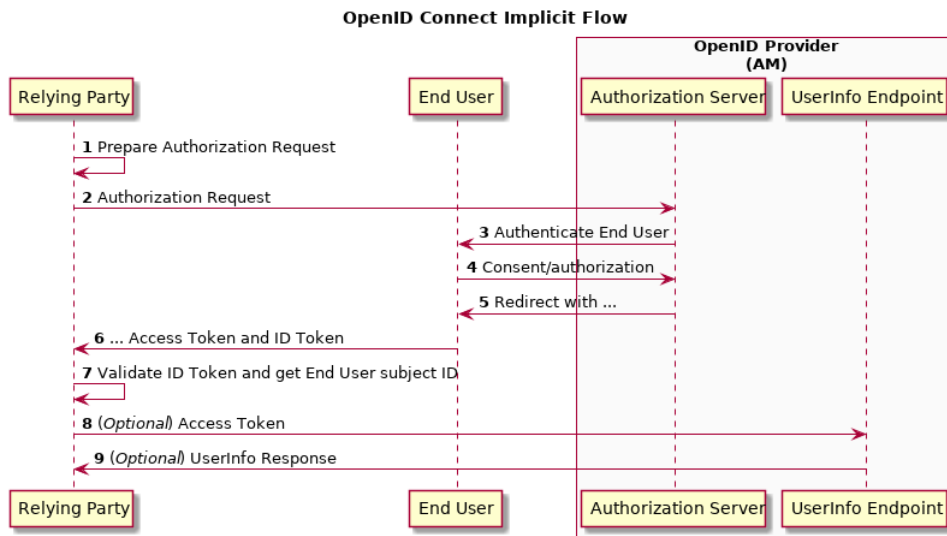 OpenID Connect Implicit Flow
OpenID Provider
(AM)
Relying Party
End User
Authorization Server
UserInfo Endpoint
1 Prepare Authorization Request
2 Authorization Request
3 Authenticate End User
4 Consent/authorization
5 Redirect with ...
6 ... Access Token and ID Token
7 Validate ID Token and get End User subject ID
8 (Optional) Access Token
9 (Optional) UserInfo Response
Relying Party
End User
Authorization Server
UserInfo Endpoint